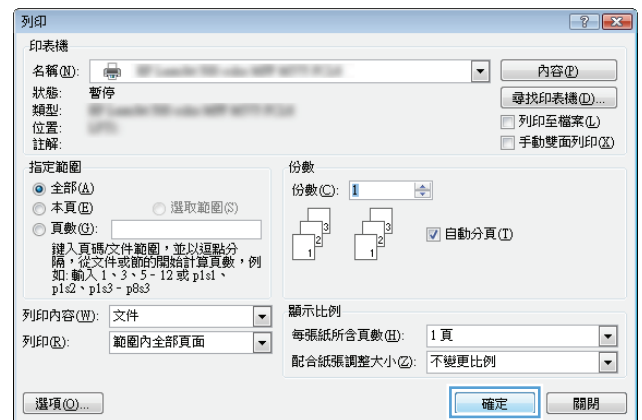 列印
印表機
名稱(N):
內容(P)
狀態: 暫停
尋找印表機(D)...
類型:
列印至檔案(L)
位置:
手動雙面列印(X)
註解:
指定範圍
全部(A)
本頁(E) 選取範圍(S)
頁數(G):
鍵入頁碼/文件範圍，並以逗點分
隔，從文件或節的開始計算頁數，例
如: 輸入 1、3、5 - 12 或 p1s1、
p1s2、p1s3 - p8s3
份數
份數(C): 1
自動分頁(T)
3
2
1
3
2
1
列印內容(W): 文件
列印(R): 範圍內全部頁面
顯示比例
每張紙所含頁數(H): 1 頁
配合紙張調整大小(Z): 不變更比例
選項(O)... 確定 關閉